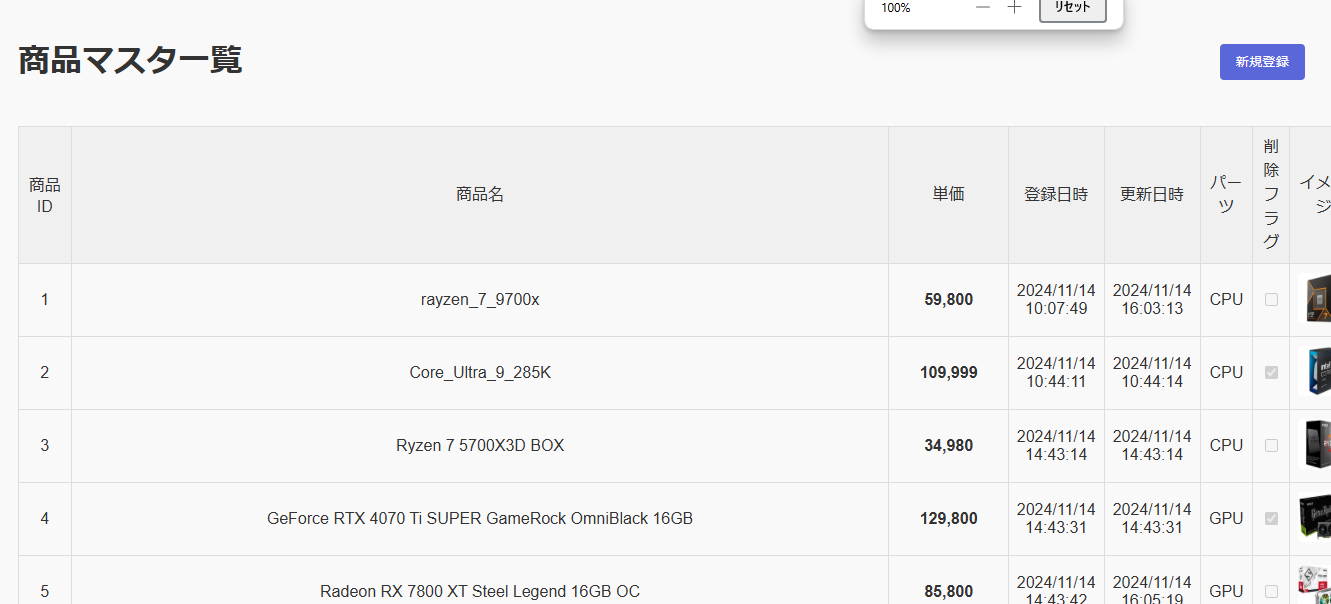 100%
リセット
商品マスタ一覧
新規登録
商品
ID
商品名
単価
登録日時
更新日時
パー
ツ
削
除
フ
ラ
グ
イメ
ジ
1
rayzen_7_9700x
59,800
2024/11/14
10:07:49
2024/11/14
16:03:13
CPU
2
Core_Ultra_9_285K
109,999
2024/11/14
10:44:11
2024/11/14
10:44:14
CPU
3
Ryzen 7 5700X3D BOX
34,980
2024/11/14
14:43:14
2024/11/14
14:43:14
CPU
4
GeForce RTX 4070 Ti SUPER GameRock OmniBlack 16GB
129,800
2024/11/14
14:43:31
2024/11/14
14:43:31
GPU
5
Radeon RX 7800 XT Steel Legend 16GB OC
85,800
2024/11/14
14:43:42
2024/11/14
16:05:19
GPU